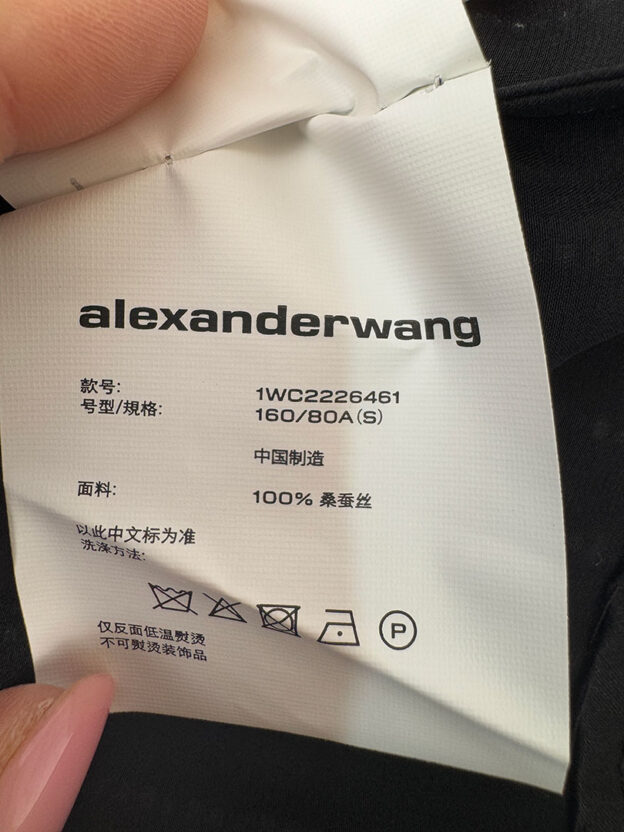 alexanderwang
款号: 1WC2226461
号型/规格: 160/80A(S)
中国制造
面料: 100% 桑蚕丝
以此中文标为准
洗涤方法:
P
仅反面低温熨烫
不可熨烫装饰品